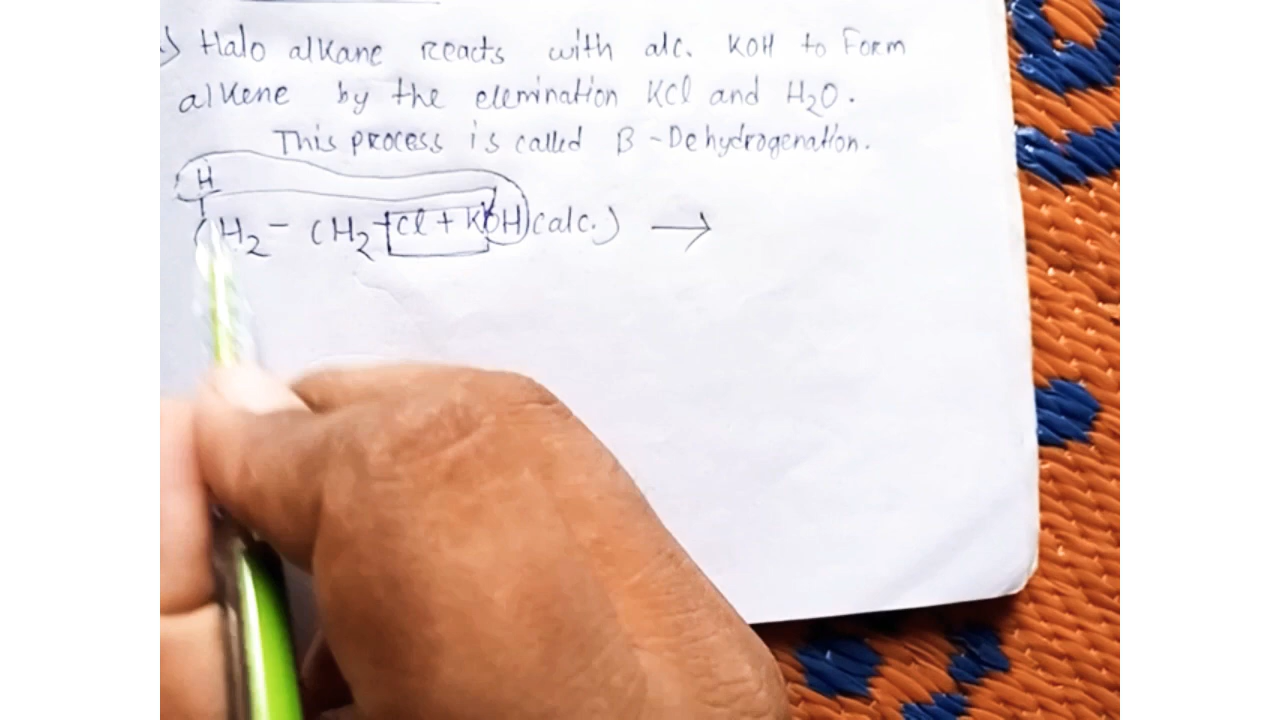 ) Halo alkane reacts with alc. KOH to Form
alkene by the elemination KCl and H₂O.
This process is called β-Dehydrogenation.
H
CH₂ - CH₂ + Cl + KOH (alc.) →